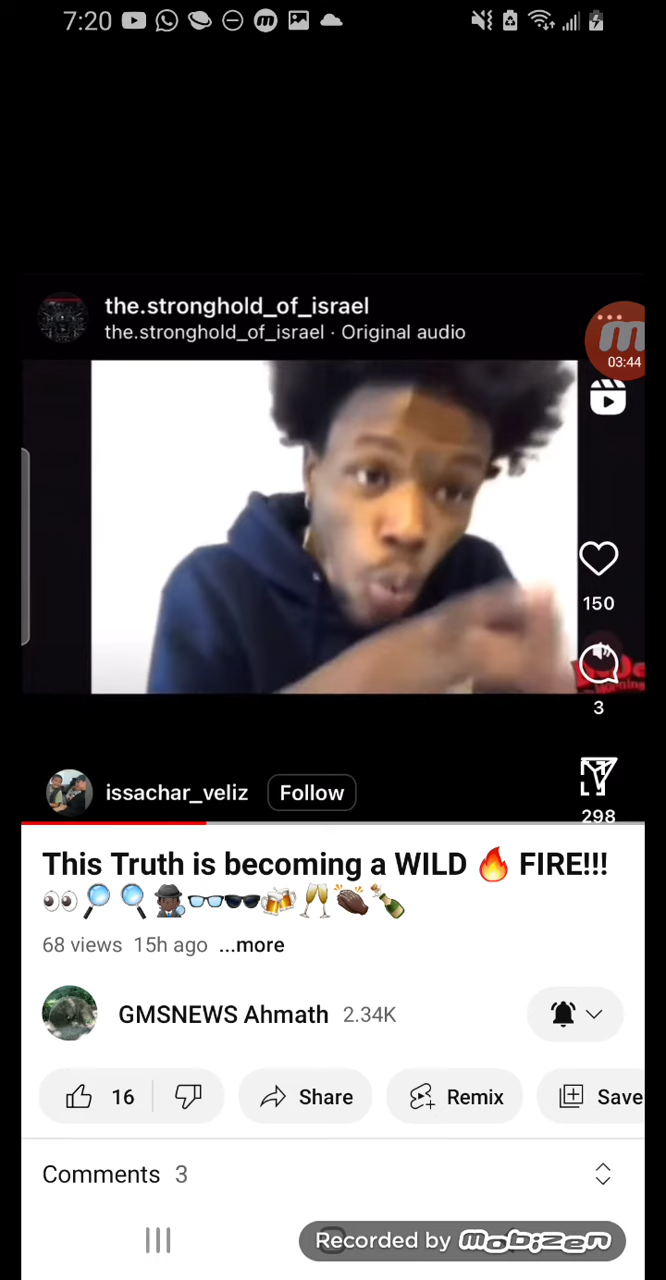 7:20
the.stronghold_of_israel
the.stronghold_of_israel · Original audio
03:44
150
3
issachar_veliz Follow
298
This Truth is becoming a WILD 🔥 FIRE!!!
👀🔎🔍🕵🏿‍♂️👓🕶️🍻🥂👏🏿🍾
68 views 15h ago ...more
GMSNEWS Ahmath 2.34K
16 Share Remix Save
Comments 3
Recorded by mobizen